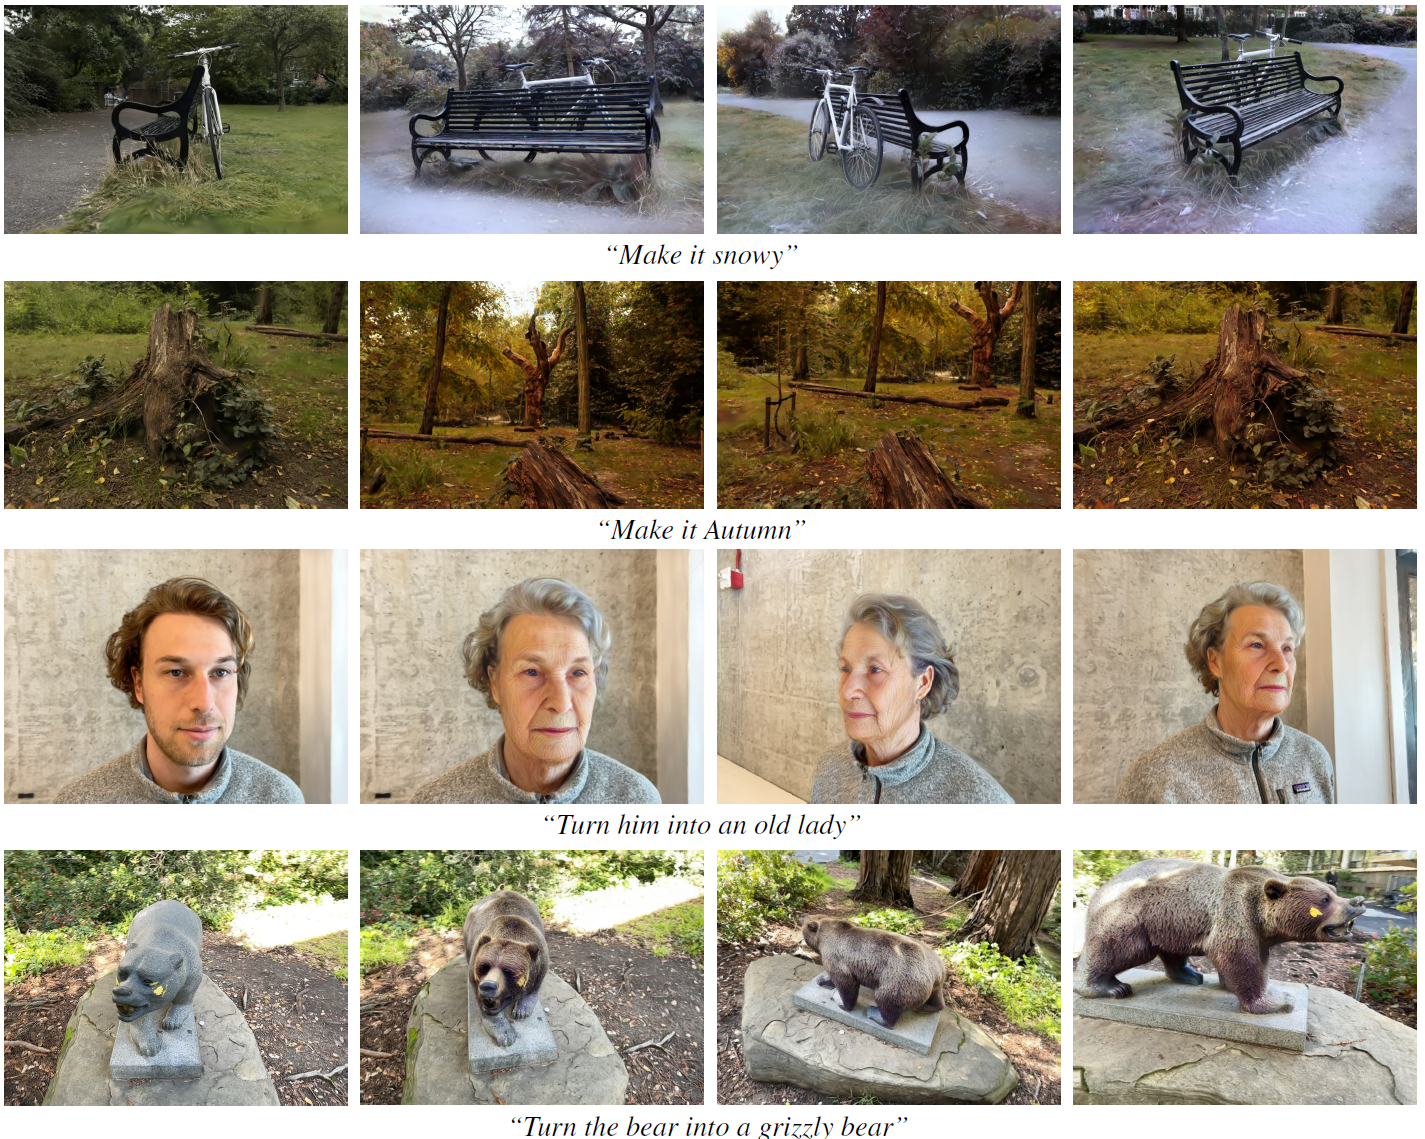 “Make it snowy”
“Make it Autumn”
“Turn him into an old lady”
“Turn the bear into a grizzly bear”